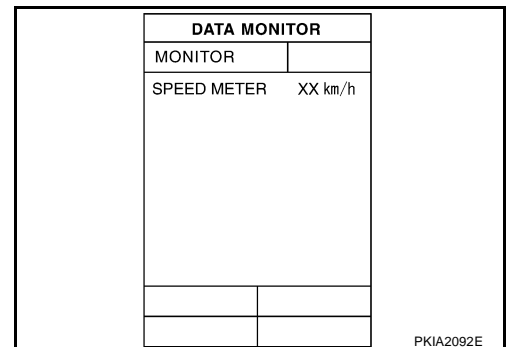 DATA MONITOR
MONITOR
SPEED METER XX km/h
PKIA2092E